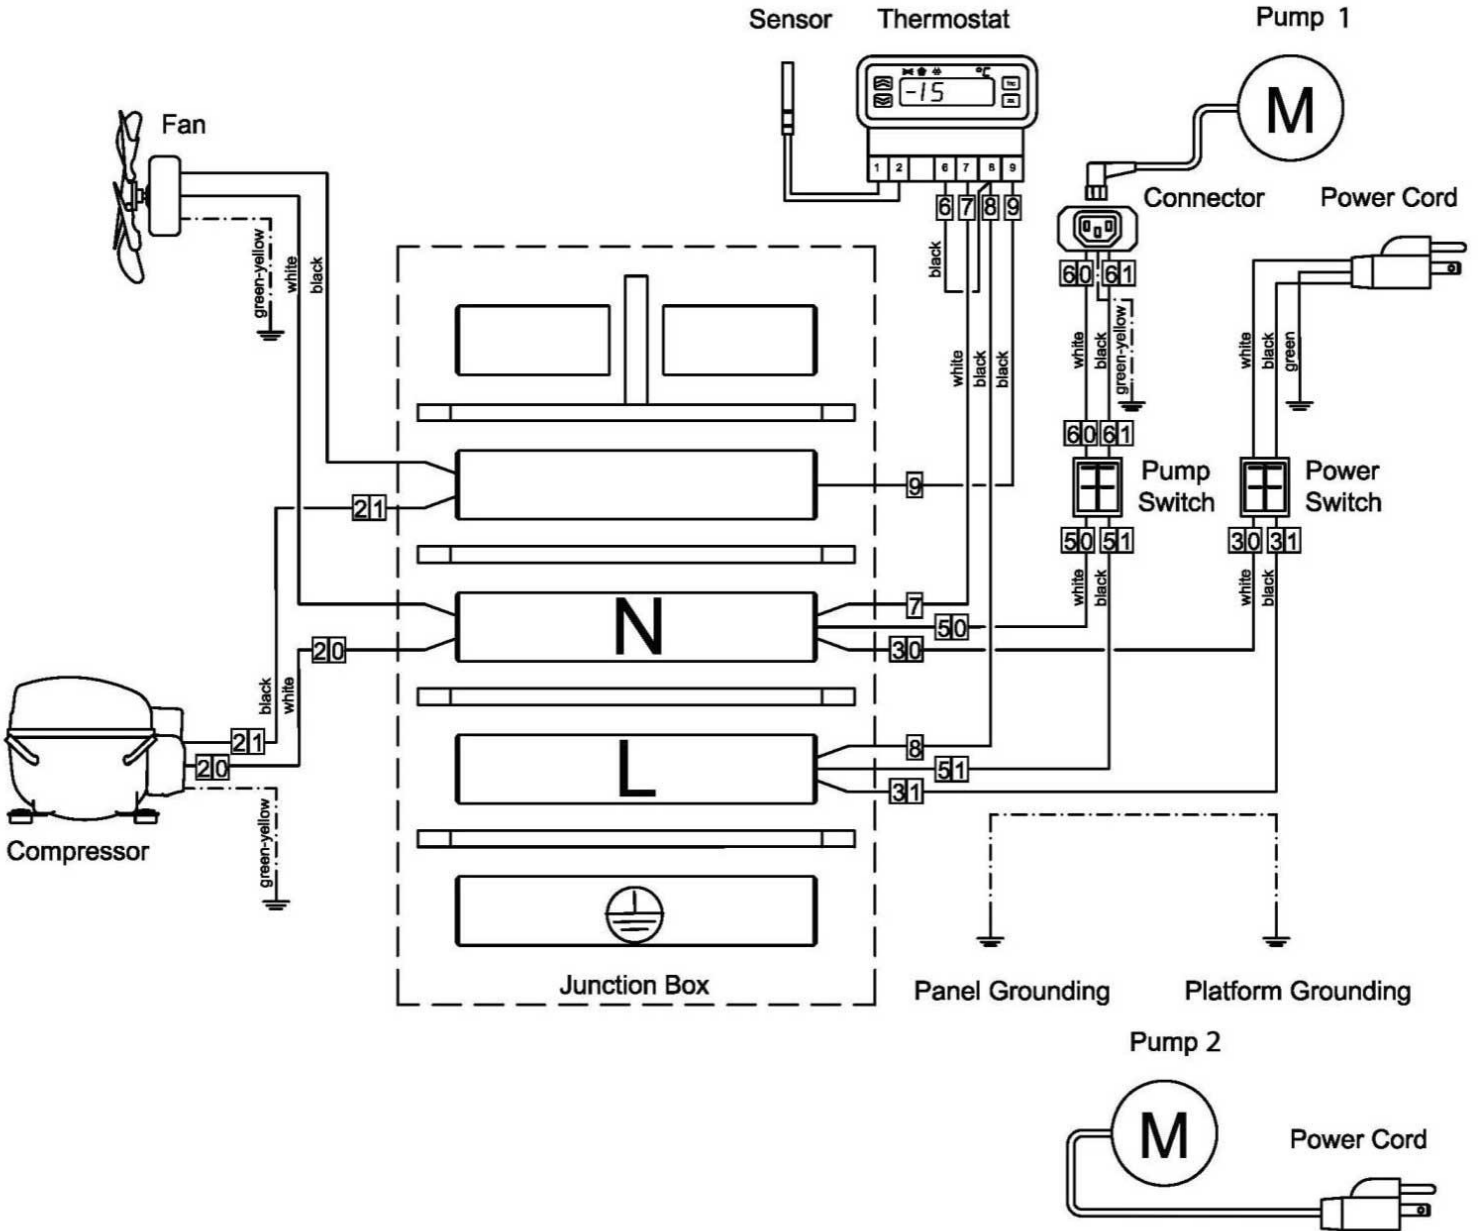 Sensor Thermostat Pump 1
°C
-15
Fan
1 2 6 7 8 9
Connector Power Cord
6 7 8 9
green-yellow white black
black
60 61
white black black
white black green-yellow
white black green
60 61
Pump Switch
Power Switch
9
21
50 51 30 31
white black
white black
N
7
50
30
20
black white
21
20
L
8
51
31
Compressor
green-yellow
Junction Box
Panel Grounding Platform Grounding
Pump 2
M
Power Cord
M